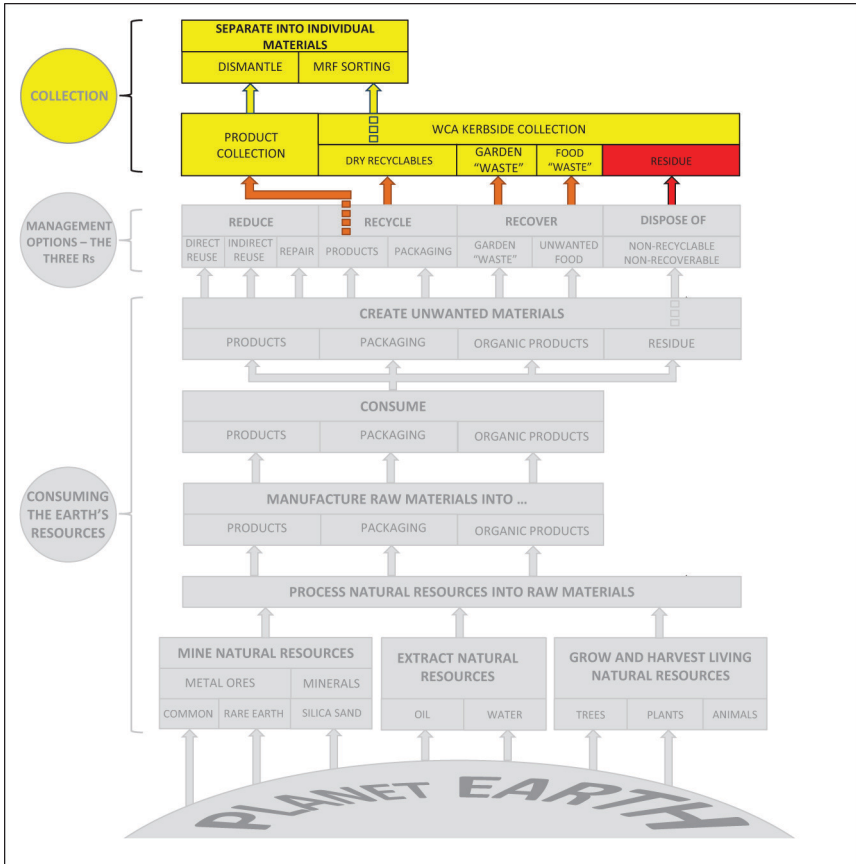 SEPARATE INTO INDIVIDUAL
MATERIALS
DISMANTLE
MRF SORTING
COLLECTION
PRODUCT
COLLECTION
WCA KERBSIDE COLLECTION
DRY RECYCLABLES
GARDEN
"WASTE"
FOOD
"WASTE"
RESIDUE
MANAGEMENT
OPTIONS – THE
THREE Rs
REDUCE
RECYCLE
RECOVER
DISPOSE OF
DIRECT
REUSE
INDIRECT
REUSE
REPAIR
PRODUCTS
PACKAGING
GARDEN
"WASTE"
UNWANTED
FOOD
NON-RECYCLABLE
NON-RECOVERABLE
CREATE UNWANTED MATERIALS
PRODUCTS
PACKAGING
ORGANIC PRODUCTS
RESIDUE
CONSUME
PRODUCTS
PACKAGING
ORGANIC PRODUCTS
CONSUMING
THE EARTH'S
RESOURCES
MANUFACTURE RAW MATERIALS INTO …
PRODUCTS
PACKAGING
ORGANIC PRODUCTS
PROCESS NATURAL RESOURCES INTO RAW MATERIALS
MINE NATURAL RESOURCES
METAL ORES
MINERALS
COMMON
RARE EARTH
SILICA SAND
EXTRACT NATURAL
RESOURCES
OIL
WATER
GROW AND HARVEST LIVING
NATURAL RESOURCES
TREES
PLANTS
ANIMALS
PLANET EARTH